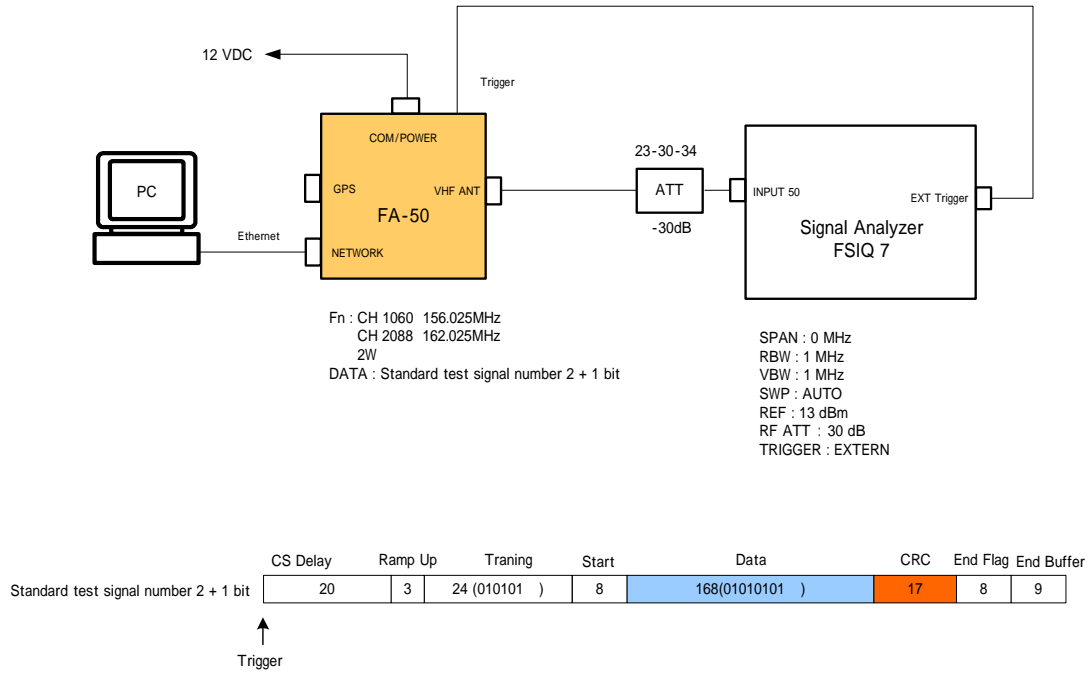 12 VDC
Trigger
COM/POWER
GPS
VHF ANT
FA-50
NETWORK
PC
Ethernet
23-30-34
ATT
-30dB
INPUT 50
EXT Trigger
Signal Analyzer
FSIQ 7
Fn : CH 1060 156.025MHz
CH 2088 162.025MHz
2W
DATA : Standard test signal number 2 + 1 bit
SPAN : 0 MHz
RBW : 1 MHz
VBW : 1 MHz
SWP : AUTO
REF : 13 dBm
RF ATT : 30 dB
TRIGGER : EXTERN
CS Delay Ramp Up Traning Start Data CRC End Flag End Buffer
Standard test signal number 2 + 1 bit 20 3 24 (010101 ) 8 168(01010101 ) 17 8 9
Trigger